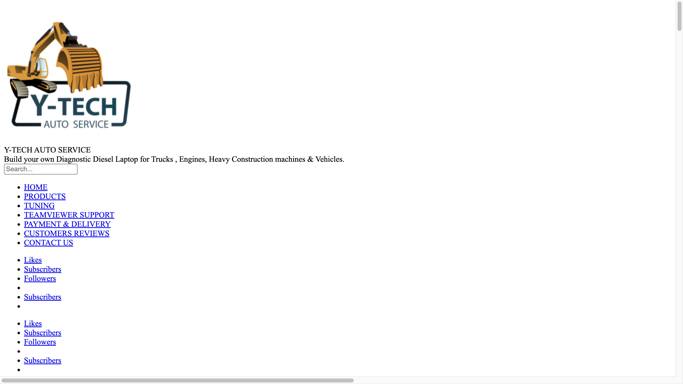 Y-TECH
AUTO SERVICE
Y-TECH AUTO SERVICE
Build your own Diagnostic Diesel Laptop for Trucks , Engines, Heavy Construction machines & Vehicles.
Search...
HOME
PRODUCTS
TUNING
TEAMVIEWER SUPPORT
PAYMENT & DELIVERY
CUSTOMERS REVIEWS
CONTACT US
Likes
Subscribers
Followers
Subscribers
Likes
Subscribers
Followers
Subscribers